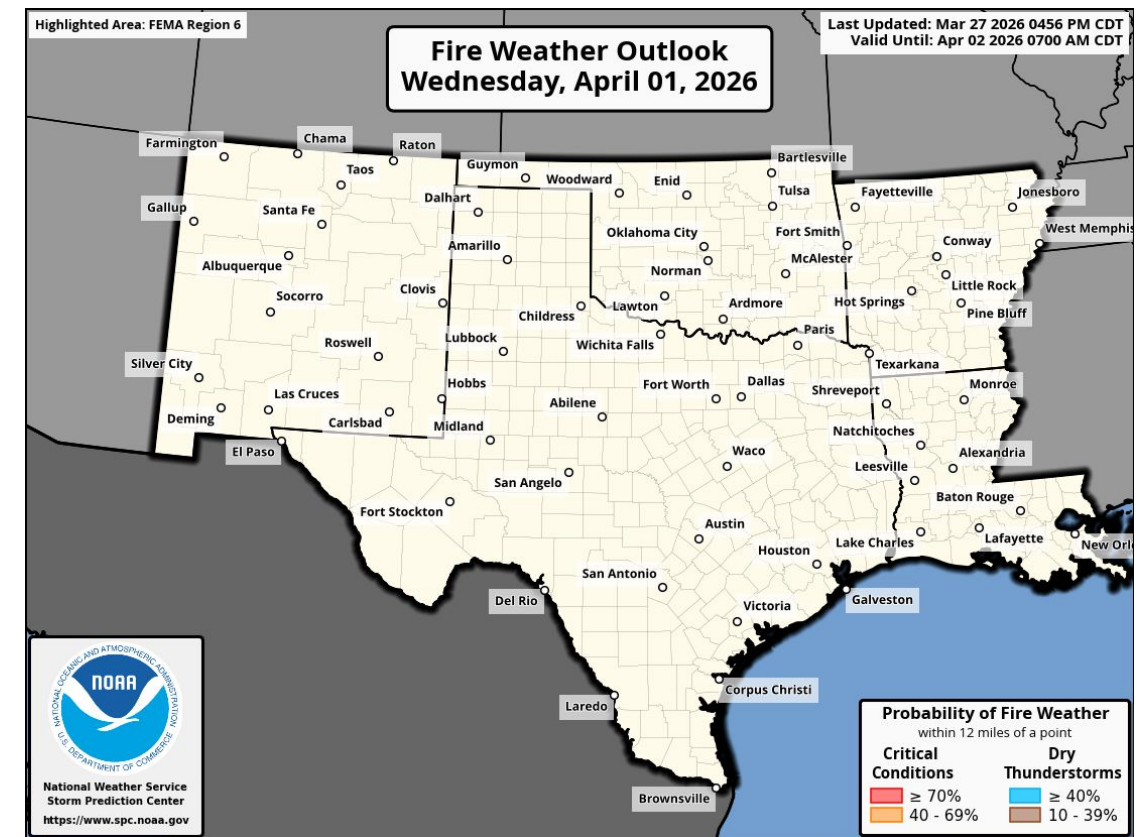 Highlighted Area: FEMA Region 6
Fire Weather Outlook
Wednesday, April 01, 2026
Last Updated: Mar 27 2026 0456 PM CDT
Valid Until: Apr 02 2026 0700 AM CDT
Farmington
Chama
Raton
Taos
Guymon
Woodward
Enid
Bartlesville
Tulsa
Fayetteville
Jonesboro
Gallup
Santa Fe
Dalhart
Albuquerque
Amarillo
Oklahoma City
Norman
Fort Smith
McAlester
Conway
West Memphis
Little Rock
Socorro
Clovis
Childress
Lawton
Ardmore
Hot Springs
Pine Bluff
Roswell
Lubbock
Wichita Falls
Paris
Texarkana
Silver City
Deming
Las Cruces
Carlsbad
Hobbs
Midland
Abilene
Fort Worth
Dallas
Shreveport
Monroe
El Paso
Natchitoches
Alexandria
Leesville
San Angelo
Waco
Baton Rouge
Fort Stockton
Austin
Houston
Lake Charles
Lafayette
New Orle
Del Rio
San Antonio
Galveston
Victoria
Laredo
Corpus Christi
Brownsville
NATIONAL OCEANIC AND ATMOSPHERIC ADMINISTRATION
NOAA
U.S. DEPARTMENT OF COMMERCE
National Weather Service
Storm Prediction Center
https://www.spc.noaa.gov
Probability of Fire Weather
within 12 miles of a point
Critical
Conditions
≥ 70%
40 - 69%
Dry
Thunderstorms
≥ 40%
10 - 39%